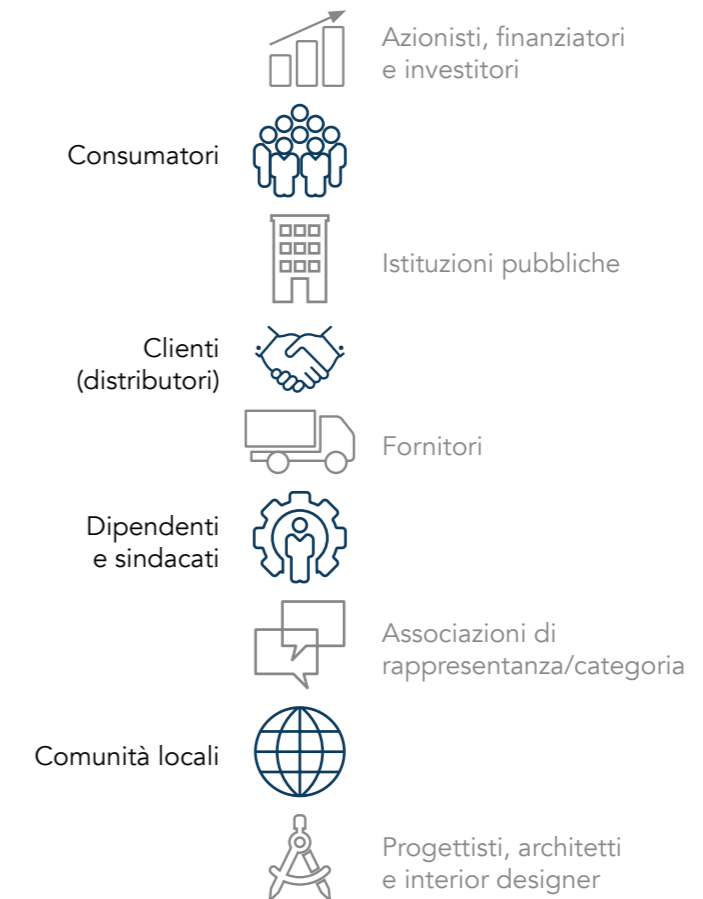 Azionisti, finanziatori
e investitori
Consumatori
Istituzioni pubbliche
Clienti
(distributori)
Fornitori
Dipendenti
e sindacati
Associazioni di
rappresentanza/categoria
Comunità locali
Progettisti, architetti
e interior designer